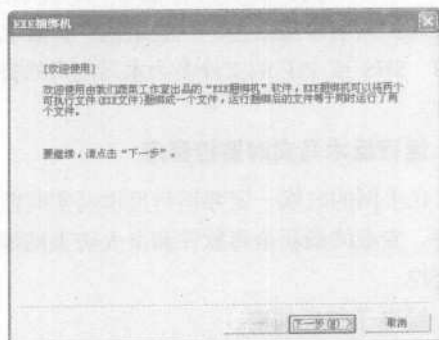 EXE捆绑机
[欢迎使用]
欢迎使用由我们蔬菜工作室出品的“EXE捆绑机”软件，EXE捆绑机可以将两个
可执行文件(EXE文件)捆绑成一个文件，运行捆绑后的文件等于同时运行了两
个文件。
要继续，请点击“下一步”。
下一步(N) >
取消